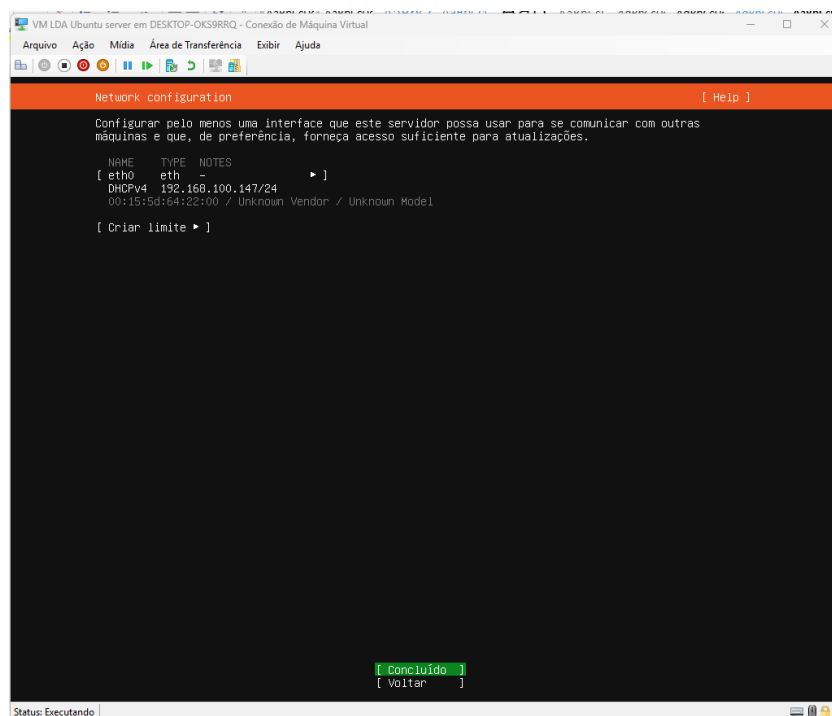 VM LDA Ubuntu server em DESKTOP-OKS9RRQ - Conexão de Máquina Virtual
Arquivo Ação Mídia Área de Transferência Exibir Ajuda
Network configuration [ Help ]
Configurar pelo menos uma interface que este servidor possa usar para se comunicar com outras
máquinas e que, de preferência, forneça acesso suficiente para atualizações.
NAME TYPE NOTES
[ eth0 eth – ▸ ]
DHCPv4 192.168.100.147/24
00:15:5d:64:22:00 / Unknown Vendor / Unknown Model
[ Criar limite ▸ ]
[ Concluído ]
[ Voltar ]
Status: Executando